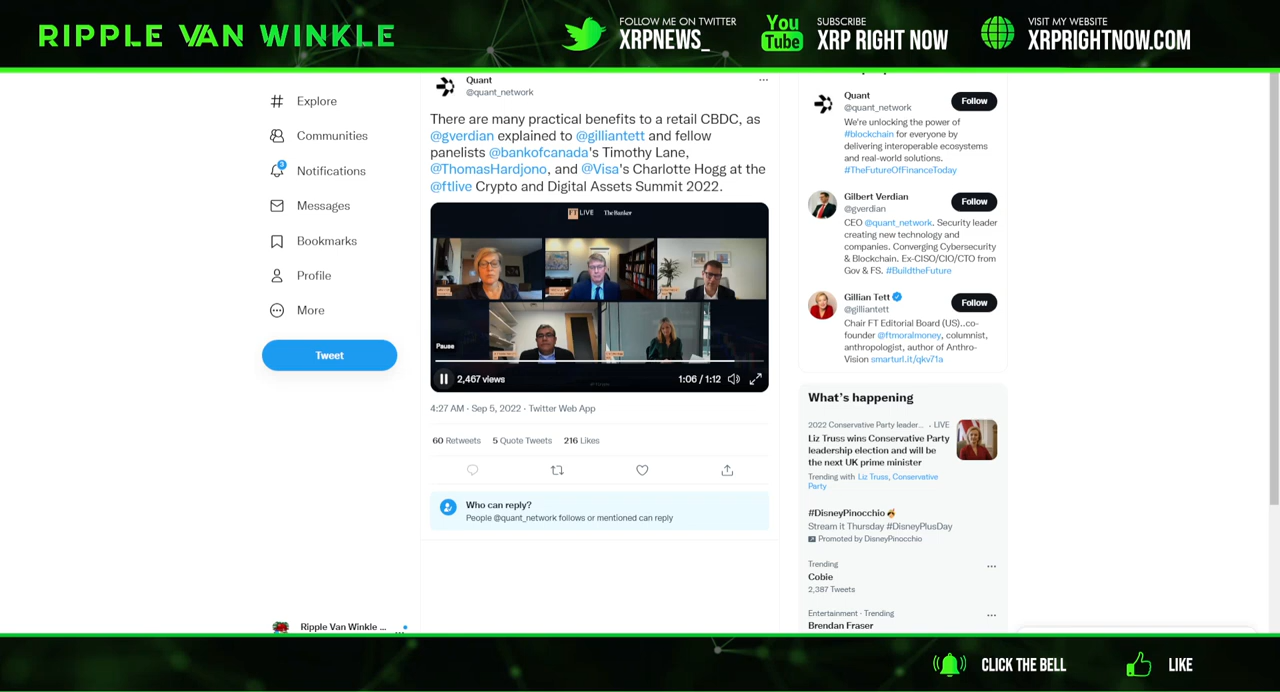 RIPPLE VAN WINKLE
FOLLOW ME ON TWITTER
XRPNEWS_
You
Tube
SUBSCRIBE
XRP RIGHT NOW
VISIT MY WEBSITE
XRPRIGHTNOW.COM
Explore
Communities
3
Notifications
Messages
Bookmarks
Profile
More
Tweet
Ripple Van Winkle ...
Quant
@quant_network
There are many practical benefits to a retail CBDC, as
@gverdian explained to @gilliantett and fellow
panelists @bankofcanada's Timothy Lane,
@ThomasHardjono, and @Visa's Charlotte Hogg at the
@ftlive Crypto and Digital Assets Summit 2022.
FT LIVE The Banker
Pause
2,467 views
1:06 / 1:12
4:27 AM · Sep 5, 2022 · Twitter Web App
60 Retweets 5 Quote Tweets 216 Likes
Who can reply?
People @quant_network follows or mentioned can reply
Quant
@quant_network
Follow
We're unlocking the power of
#blockchain for everyone by
delivering interoperable ecosystems
and real-world solutions.
#TheFutureOfFinanceToday
Gilbert Verdian
@gverdian
Follow
CEO @quant_network. Security leader
creating new technology and
companies. Converging Cybersecurity
& Blockchain. Ex-CISO/CIO/CTO from
Gov & FS. #BuildtheFuture
Gillian Tett
@gilliantett
Follow
Chair FT Editorial Board (US)..co-
founder @ftmoralmoney, columnist,
anthropologist, author of Anthro-
Vision smarturl.it/qkv71a
What's happening
2022 Conservative Party leader... · LIVE
Liz Truss wins Conservative Party
leadership election and will be
the next UK prime minister
Trending with Liz Truss, Conservative
Party
#DisneyPinocchio
Stream it Thursday #DisneyPlusDay
Promoted by DisneyPinocchio
Trending
Cobie
2,387 Tweets
Entertainment · Trending
Brendan Fraser
CLICK THE BELL
LIKE